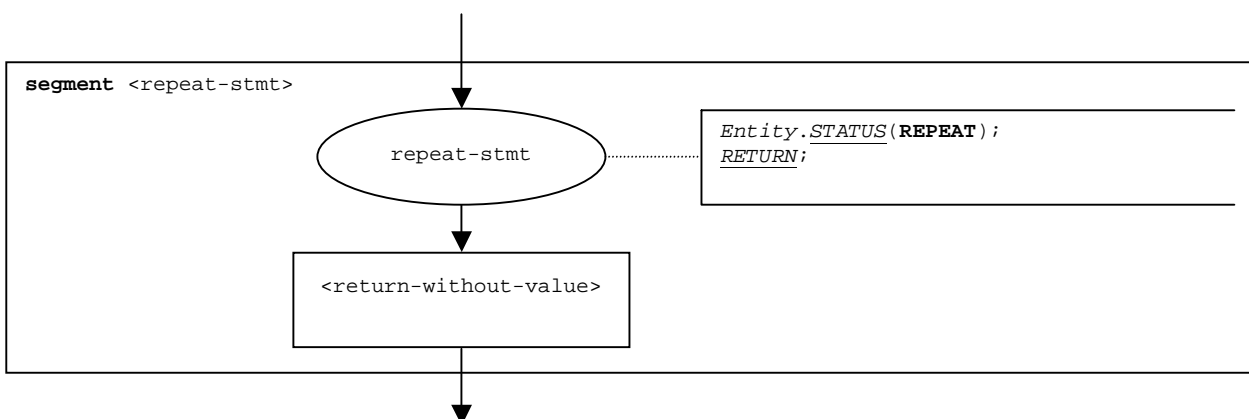 segment <repeat-stmt>
repeat-stmt
Entity.STATUS(REPEAT);
RETURN;
<return-without-value>